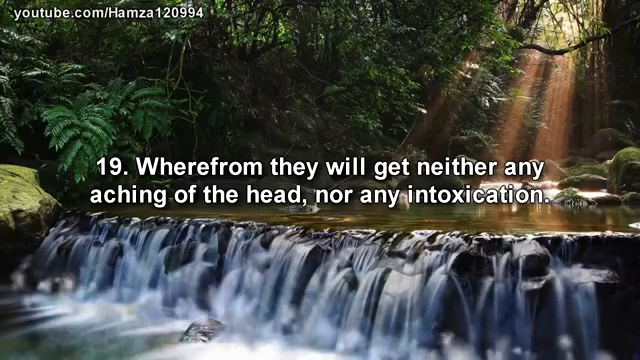 youtube.com/Hamza120994
19. Wherefrom they will get neither any
aching of the head, nor any intoxication.